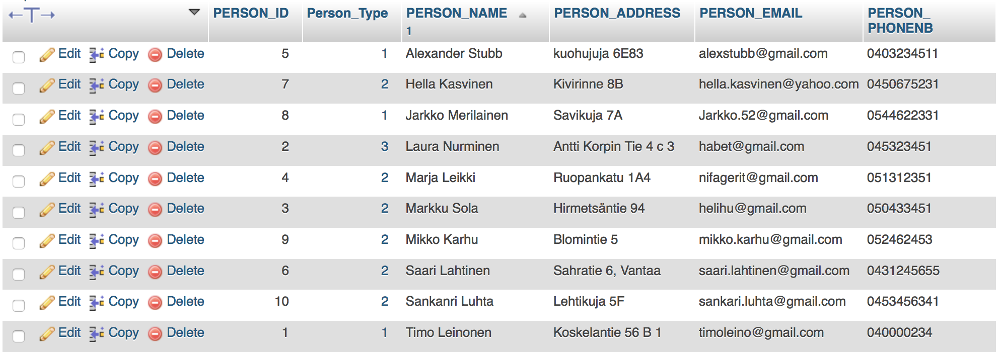 PERSON_ID Person_Type PERSON_NAME 1 PERSON_ADDRESS PERSON_EMAIL PERSON_PHONENB
Edit Copy Delete 5 1 Alexander Stubb kuohujuja 6E83 alexstubb@gmail.com 0403234511
Edit Copy Delete 7 2 Hella Kasvinen Kivirinne 8B hella.kasvinen@yahoo.com 0450675231
Edit Copy Delete 8 1 Jarkko Merilainen Savikuja 7A Jarkko.52@gmail.com 0544622331
Edit Copy Delete 2 3 Laura Nurminen Antti Korpin Tie 4 c 3 habet@gmail.com 045323451
Edit Copy Delete 4 2 Marja Leikki Ruopankatu 1A4 nifagerit@gmail.com 051312351
Edit Copy Delete 3 2 Markku Sola Hirmetsäntie 94 helihu@gmail.com 050433451
Edit Copy Delete 9 2 Mikko Karhu Blomintie 5 mikko.karhu@gmail.com 052462453
Edit Copy Delete 6 2 Saari Lahtinen Sahratie 6, Vantaa saari.lahtinen@gmail.com 0431245655
Edit Copy Delete 10 2 Sankanri Luhta Lehtikuja 5F sankari.luhta@gmail.com 0453456341
Edit Copy Delete 1 1 Timo Leinonen Koskelantie 56 B 1 timoleino@gmail.com 040000234